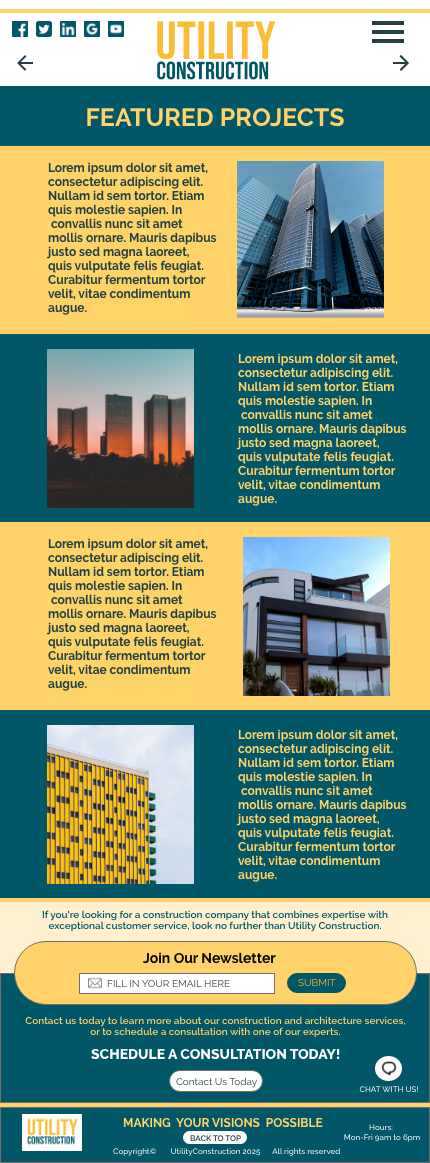 UTILITY
CONSTRUCTION
FEATURED PROJECTS
Lorem ipsum dolor sit amet,
consectetur adipiscing elit.
Nullam id sem tortor. Etiam
quis molestie sapien. In
convallis nunc sit amet
mollis ornare. Mauris dapibus
justo sed magna laoreet,
quis vulputate felis feugiat.
Curabitur fermentum tortor
velit, vitae condimentum
augue.
Lorem ipsum dolor sit amet,
consectetur adipiscing elit.
Nullam id sem tortor. Etiam
quis molestie sapien. In
convallis nunc sit amet
mollis ornare. Mauris dapibus
justo sed magna laoreet,
quis vulputate felis feugiat.
Curabitur fermentum tortor
velit, vitae condimentum
augue.
Lorem ipsum dolor sit amet,
consectetur adipiscing elit.
Nullam id sem tortor. Etiam
quis molestie sapien. In
convallis nunc sit amet
mollis ornare. Mauris dapibus
justo sed magna laoreet,
quis vulputate felis feugiat.
Curabitur fermentum tortor
velit, vitae condimentum
augue.
Lorem ipsum dolor sit amet,
consectetur adipiscing elit.
Nullam id sem tortor. Etiam
quis molestie sapien. In
convallis nunc sit amet
mollis ornare. Mauris dapibus
justo sed magna laoreet,
quis vulputate felis feugiat.
Curabitur fermentum tortor
velit, vitae condimentum
augue.
If you're looking for a construction company that combines expertise with
exceptional customer service, look no further than Utility Construction.
Join Our Newsletter
FILL IN YOUR EMAIL HERE
SUBMIT
Contact us today to learn more about our construction and architecture services,
or to schedule a consultation with one of our experts.
SCHEDULE A CONSULTATION TODAY!
Contact Us Today
CHAT WITH US!
UTILITY
CONSTRUCTION
MAKING YOUR VISIONS POSSIBLE
BACK TO TOP
Copyright© UtilityConstruction 2025 All rights reserved
Hours:
Mon-Fri 9am to 6pm